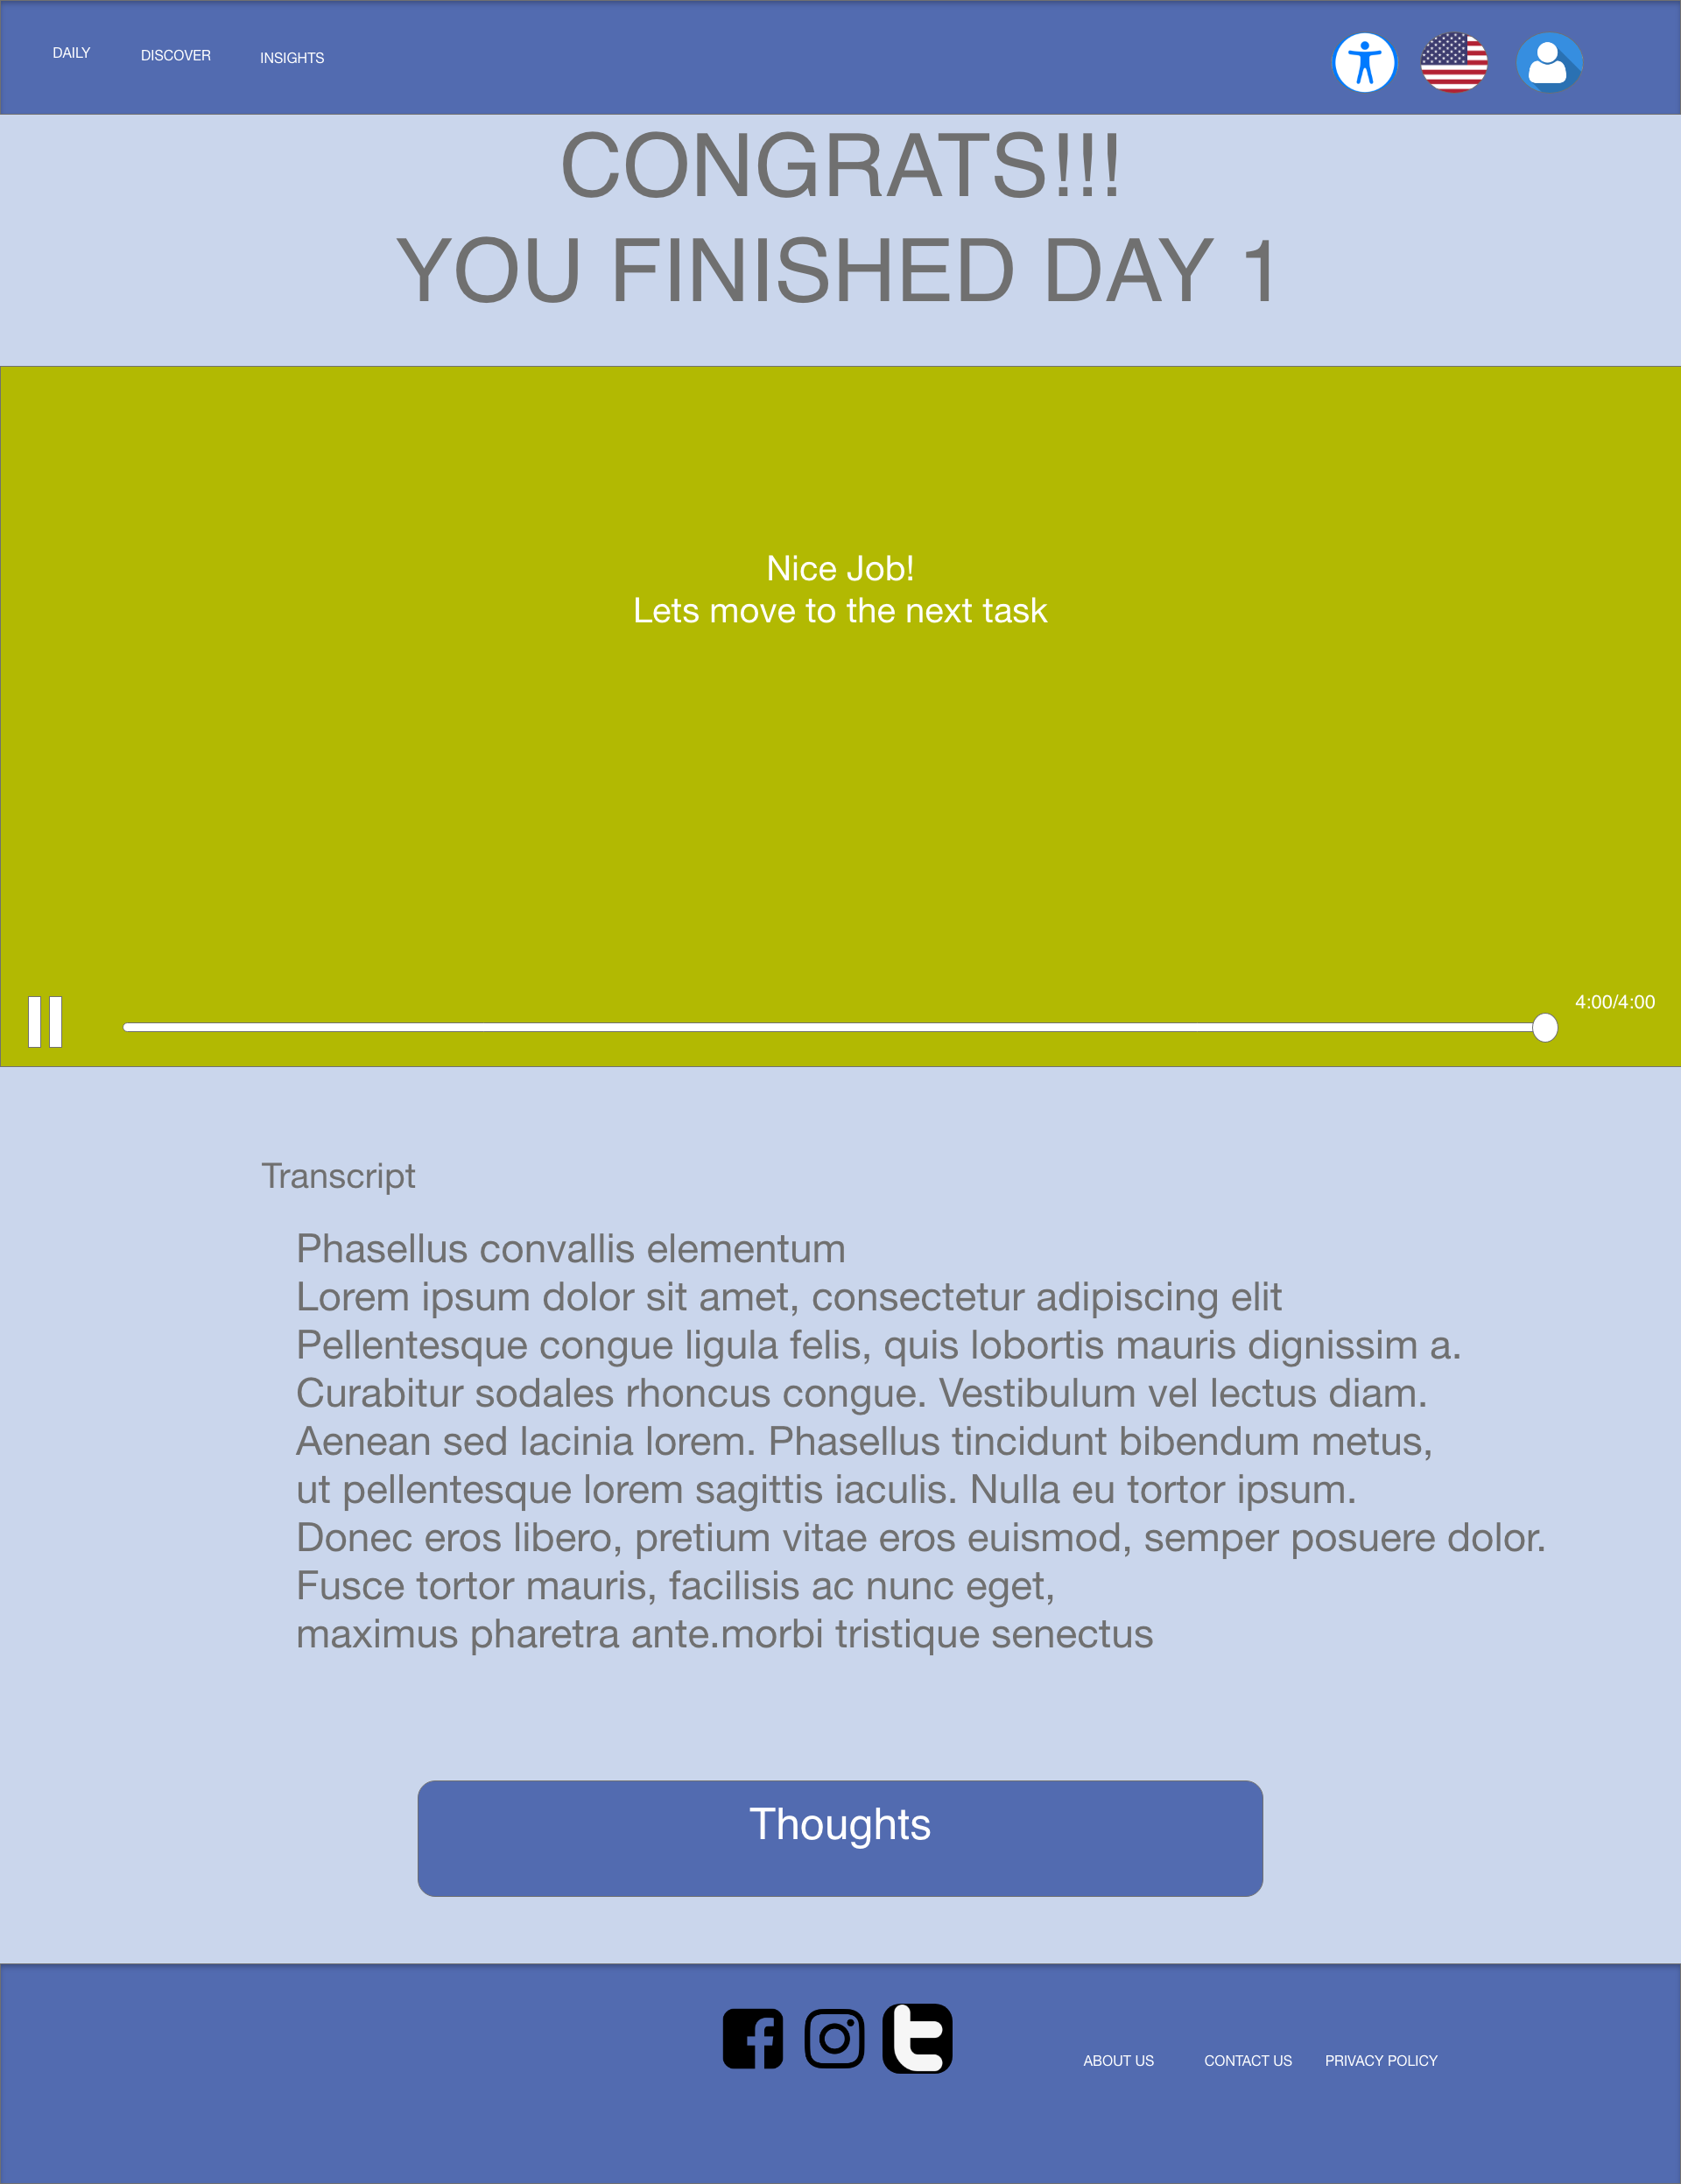 DAILY
DISCOVER
INSIGHTS
CONGRATS!!!
YOU FINISHED DAY 1
Nice Job!
Lets move to the next task
4:00/4:00
Transcript
Phasellus convallis elementum
Lorem ipsum dolor sit amet, consectetur adipiscing elit
Pellentesque congue ligula felis, quis lobortis mauris dignissim a.
Curabitur sodales rhoncus congue. Vestibulum vel lectus diam.
Aenean sed lacinia lorem. Phasellus tincidunt bibendum metus,
ut pellentesque lorem sagittis iaculis. Nulla eu tortor ipsum.
Donec eros libero, pretium vitae eros euismod, semper posuere dolor.
Fusce tortor mauris, facilisis ac nunc eget,
maximus pharetra ante.morbi tristique senectus
Thoughts
ABOUT US
CONTACT US
PRIVACY POLICY